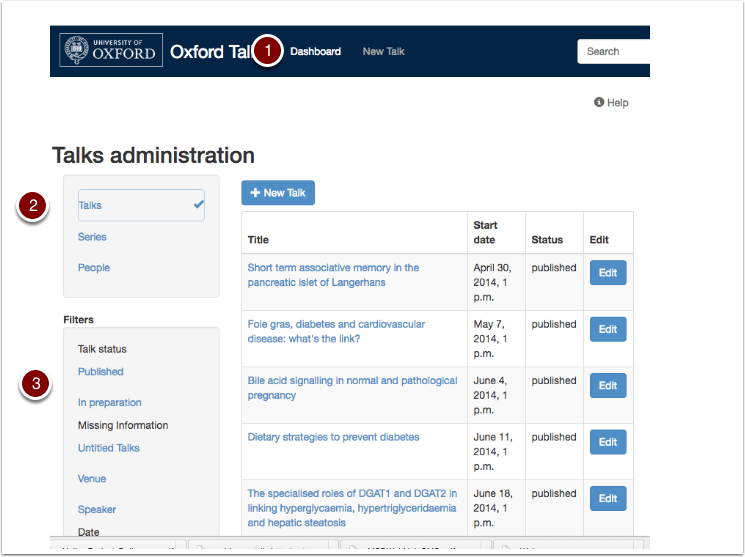 UNIVERSITY OF
OXFORD
Oxford Tal
1
Dashboard
New Talk
Search
Help
Talks administration
2
Talks
Series
People
+ New Talk
Title
Start
date
Status
Edit
Short term associative memory in the
pancreatic islet of Langerhans
April 30,
2014, 1
p.m.
published
Edit
Foie gras, diabetes and cardiovascular
disease: what's the link?
May 7,
2014, 1
p.m.
published
Edit
Bile acid signalling in normal and pathological
pregnancy
June 4,
2014, 1
p.m.
published
Edit
Dietary strategies to prevent diabetes
June 11,
2014, 1
p.m.
published
Edit
The specialised roles of DGAT1 and DGAT2 in
linking hyperglycaemia, hypertriglyceridaemia
and hepatic steatosis
June 18,
2014, 1
p.m.
published
Edit
Filters
3
Talk status
Published
In preparation
Missing Information
Untitled Talks
Venue
Speaker
Date